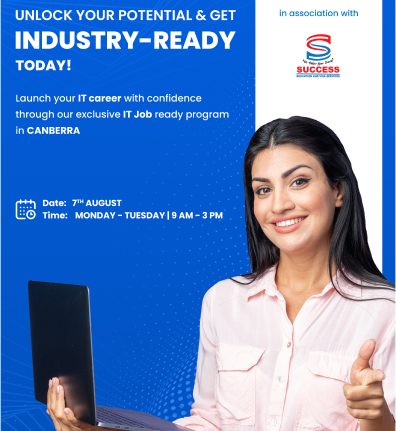 UNLOCK YOUR POTENTIAL & GET
INDUSTRY-READY
TODAY!
Launch your IT career with confidence
through our exclusive IT Job ready program
in CANBERRA
Date: 7TH AUGUST
Time: MONDAY - TUESDAY | 9 AM - 3 PM
in association with
SUCCESS